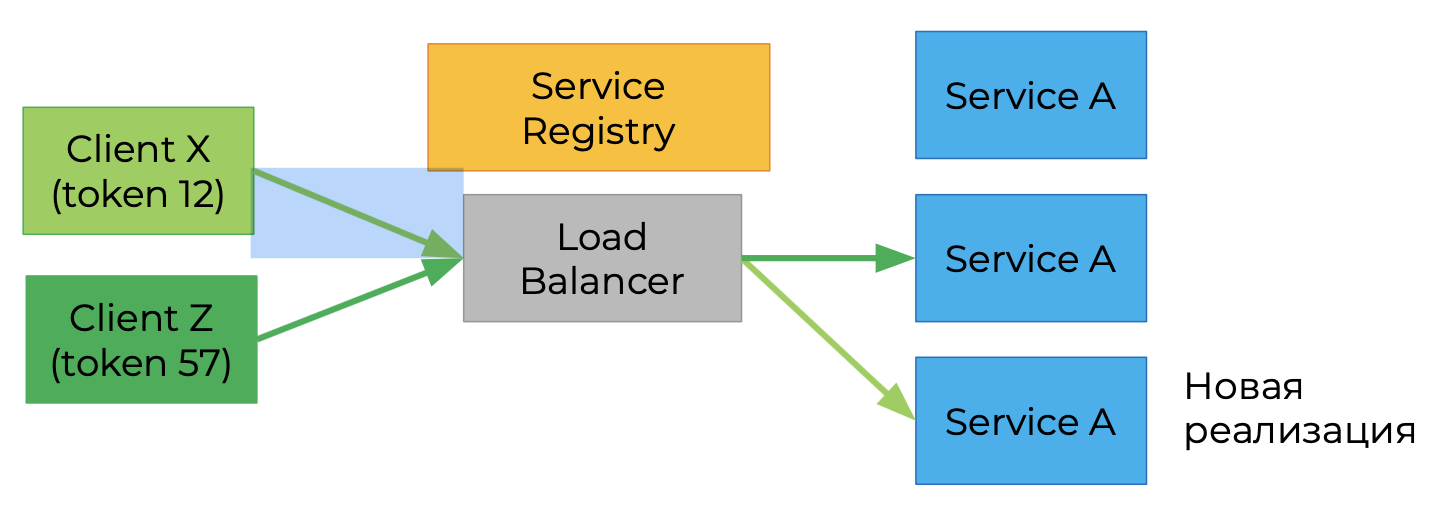 Client X
(token 12)
Client Z
(token 57)
Service
Registry
Load
Balancer
Service A
Service A
Service A
Новая
реализация